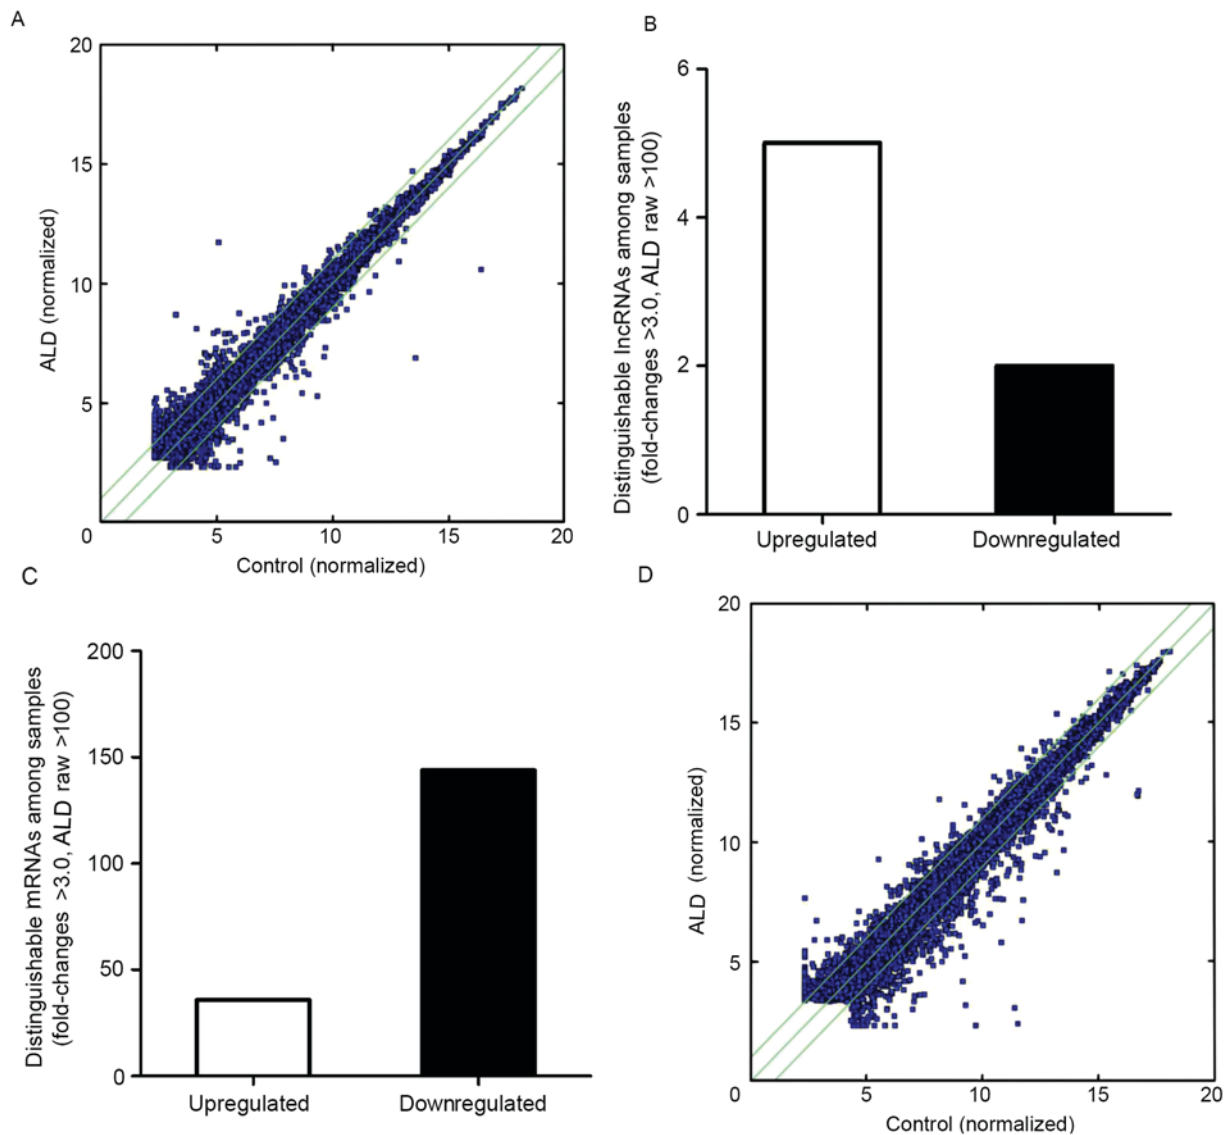 A
20
15
10
5
0
5
10
15
20
ALD (normalized)
Control (normalized)
B
6
4
2
0
Distinguishable lncRNAs among samples
(fold-changes >3.0, ALD raw >100)
Upregulated
Downregulated
C
200
150
100
50
0
Distinguishable mRNAs among samples
(fold-changes >3.0, ALD raw >100)
Upregulated
Downregulated
D
20
15
10
5
0
5
10
15
20
ALD (normalized)
Control (normalized)